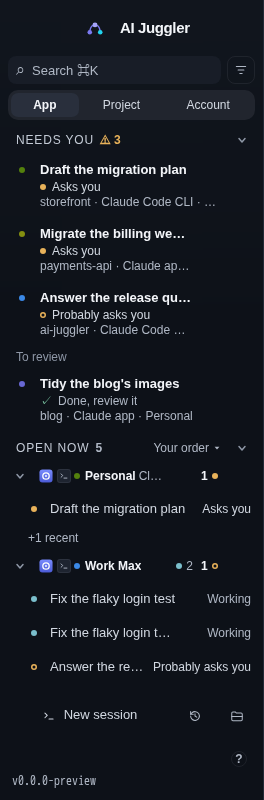 AI Juggler
Search ⌘K
App Project Account
NEEDS YOU 3
Draft the migration plan
Asks you
storefront · Claude Code CLI · …
Migrate the billing we…
Asks you
payments-api · Claude ap…
Answer the release qu…
Probably asks you
ai-juggler · Claude Code …
To review
Tidy the blog's images
✓ Done, review it
blog · Claude app · Personal
OPEN NOW 5 Your order
Personal Cl… 1
Draft the migration plan Asks you
+1 recent
Work Max 2 1
Fix the flaky login test Working
Fix the flaky login t… Working
Answer the re… Probably asks you
New session
?
v0.0.0-preview